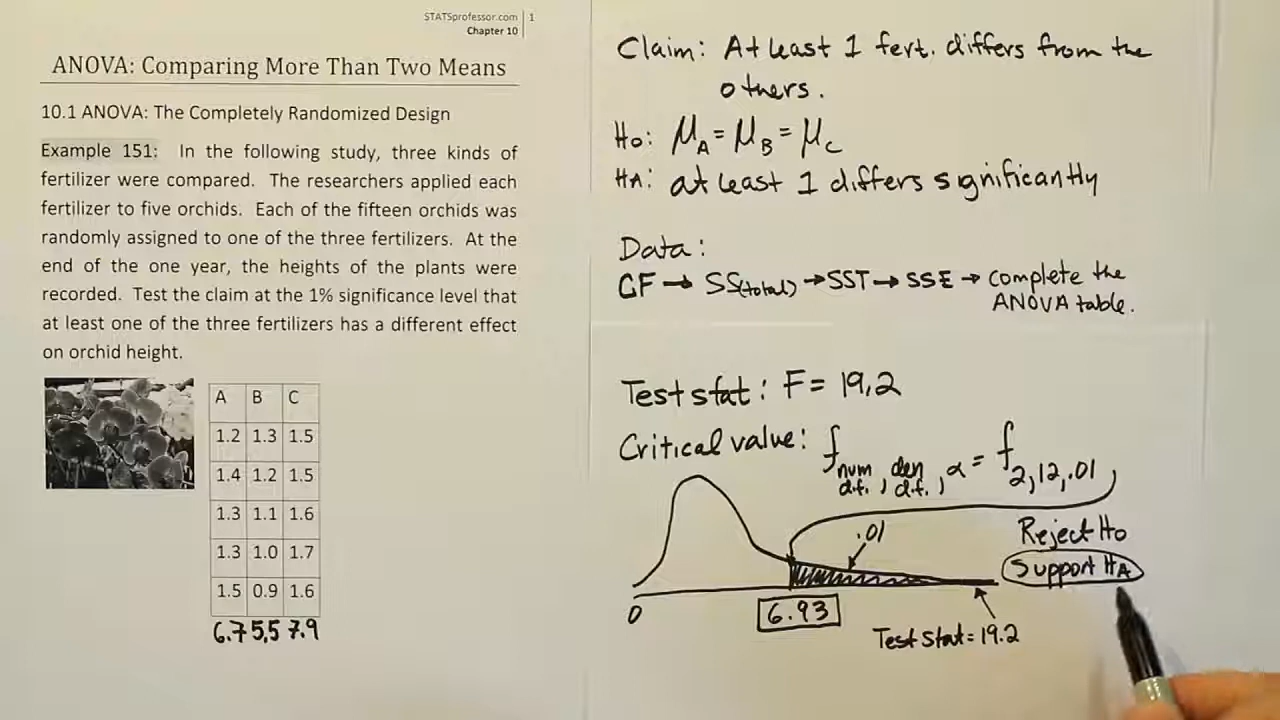 STATSprofessor.com 1
Chapter 10
ANOVA: Comparing More Than Two Means
10.1 ANOVA: The Completely Randomized Design
Example 151: In the following study, three kinds of
fertilizer were compared. The researchers applied each
fertilizer to five orchids. Each of the fifteen orchids was
randomly assigned to one of the three fertilizers. At the
end of the one year, the heights of the plants were
recorded. Test the claim at the 1% significance level that
at least one of the three fertilizers has a different effect
on orchid height.
A B C
1.2 1.3 1.5
1.4 1.2 1.5
1.3 1.1 1.6
1.3 1.0 1.7
1.5 0.9 1.6
6.7 5.5 7.9
Claim: At least 1 fert. differs from the
others.
Ho: μA = μB = μC
HA: at least 1 differs significantly
Data:
CF → SS(total) → SST → SSE → complete the
ANOVA table.
Test stat: F = 19.2
Critical value: f num d.f., den d.f., α = f 2,12,.01
.01
Reject Ho
Support HA
0
6.93
Test stat = 19.2